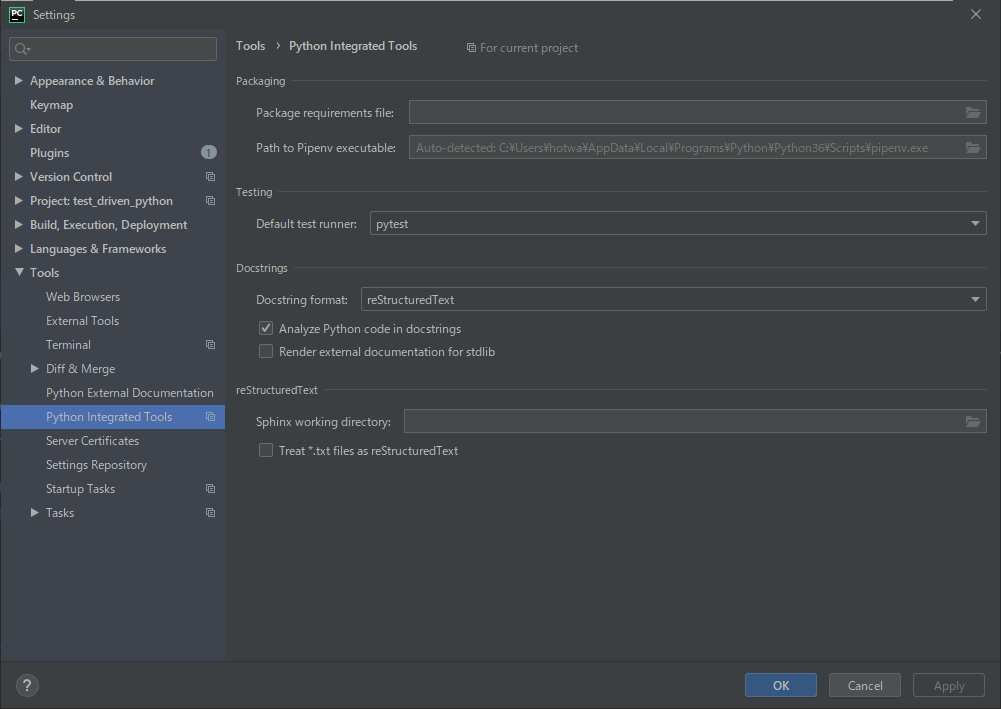 PC Settings
Tools › Python Integrated Tools For current project
Appearance & Behavior
Keymap
Editor
Plugins 1
Version Control
Project: test_driven_python
Build, Execution, Deployment
Languages & Frameworks
Tools
Web Browsers
External Tools
Terminal
Diff & Merge
Python External Documentation
Python Integrated Tools
Server Certificates
Settings Repository
Startup Tasks
Tasks
Packaging
Package requirements file:
Path to Pipenv executable: Auto-detected: C:¥Users¥hotwa¥AppData¥Local¥Programs¥Python¥Python36¥Scripts¥pipenv.exe
Testing
Default test runner: pytest
Docstrings
Docstring format: reStructuredText
Analyze Python code in docstrings
Render external documentation for stdlib
reStructuredText
Sphinx working directory:
Treat *.txt files as reStructuredText
? OK Cancel Apply